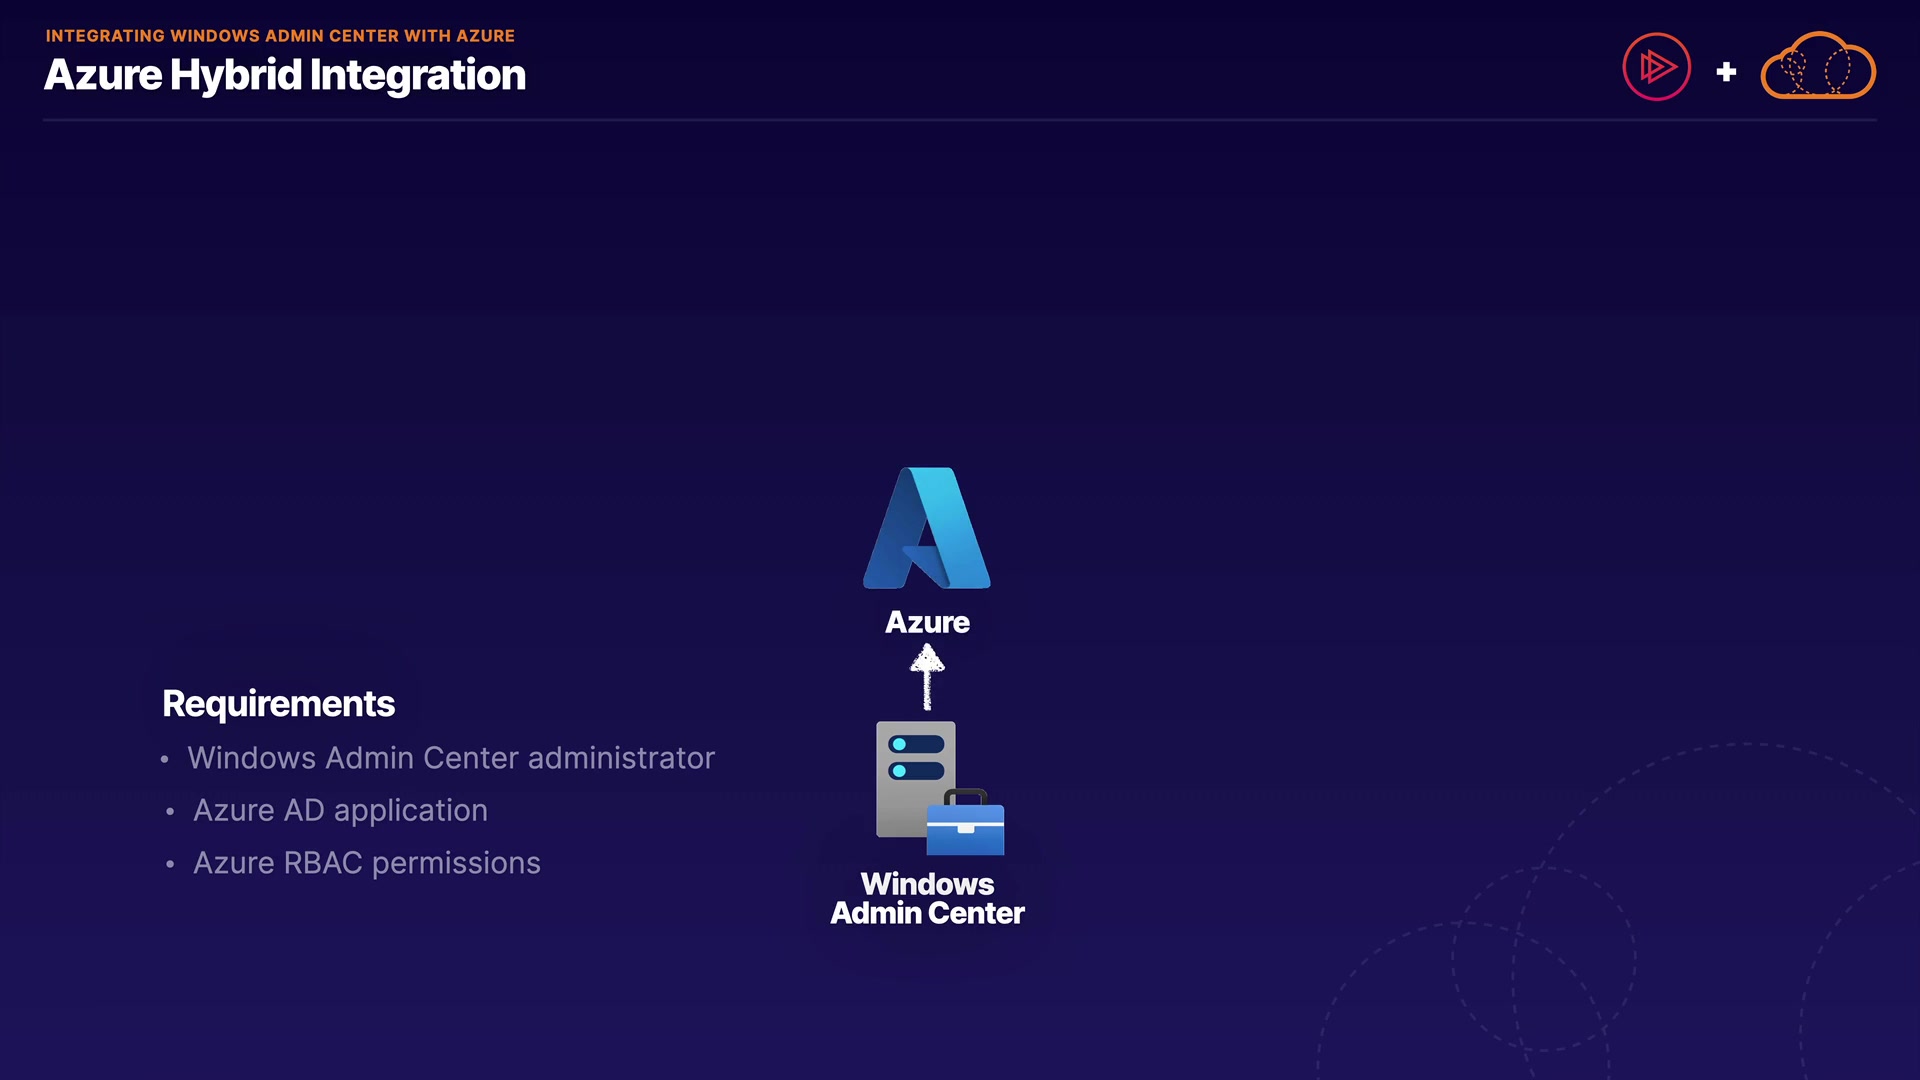 INTEGRATING WINDOWS ADMIN CENTER WITH AZURE
Azure Hybrid Integration
Azure
Requirements
• Windows Admin Center administrator
• Azure AD application
• Azure RBAC permissions
Windows
Admin Center